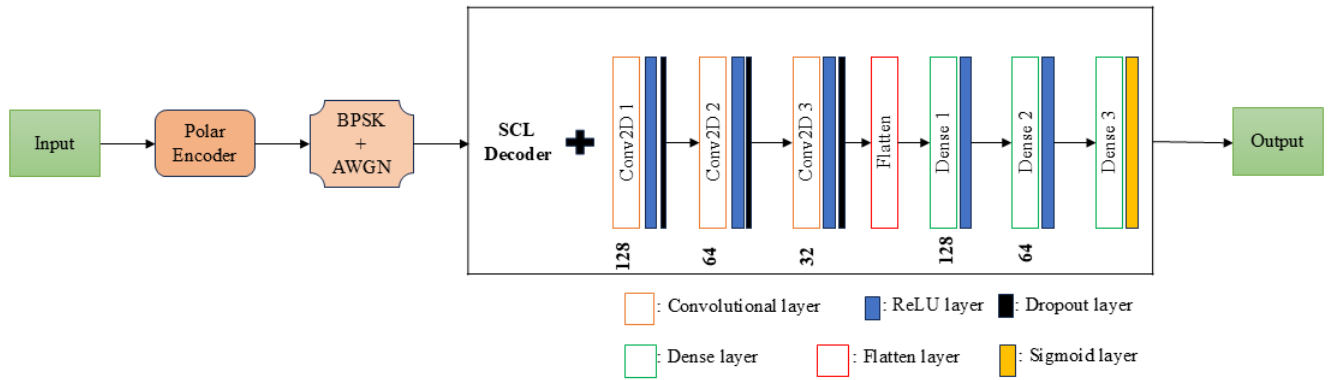 Input
Polar
Encoder
BPSK
+
AWGN
SCL
Decoder
Conv2D 1
Conv2D 2
Conv2D 3
Flatten
Dense 1
Dense 2
Dense 3
128
64
32
128
64
Output
: Convolutional layer
: ReLU layer
: Dropout layer
: Dense layer
: Flatten layer
: Sigmoid layer